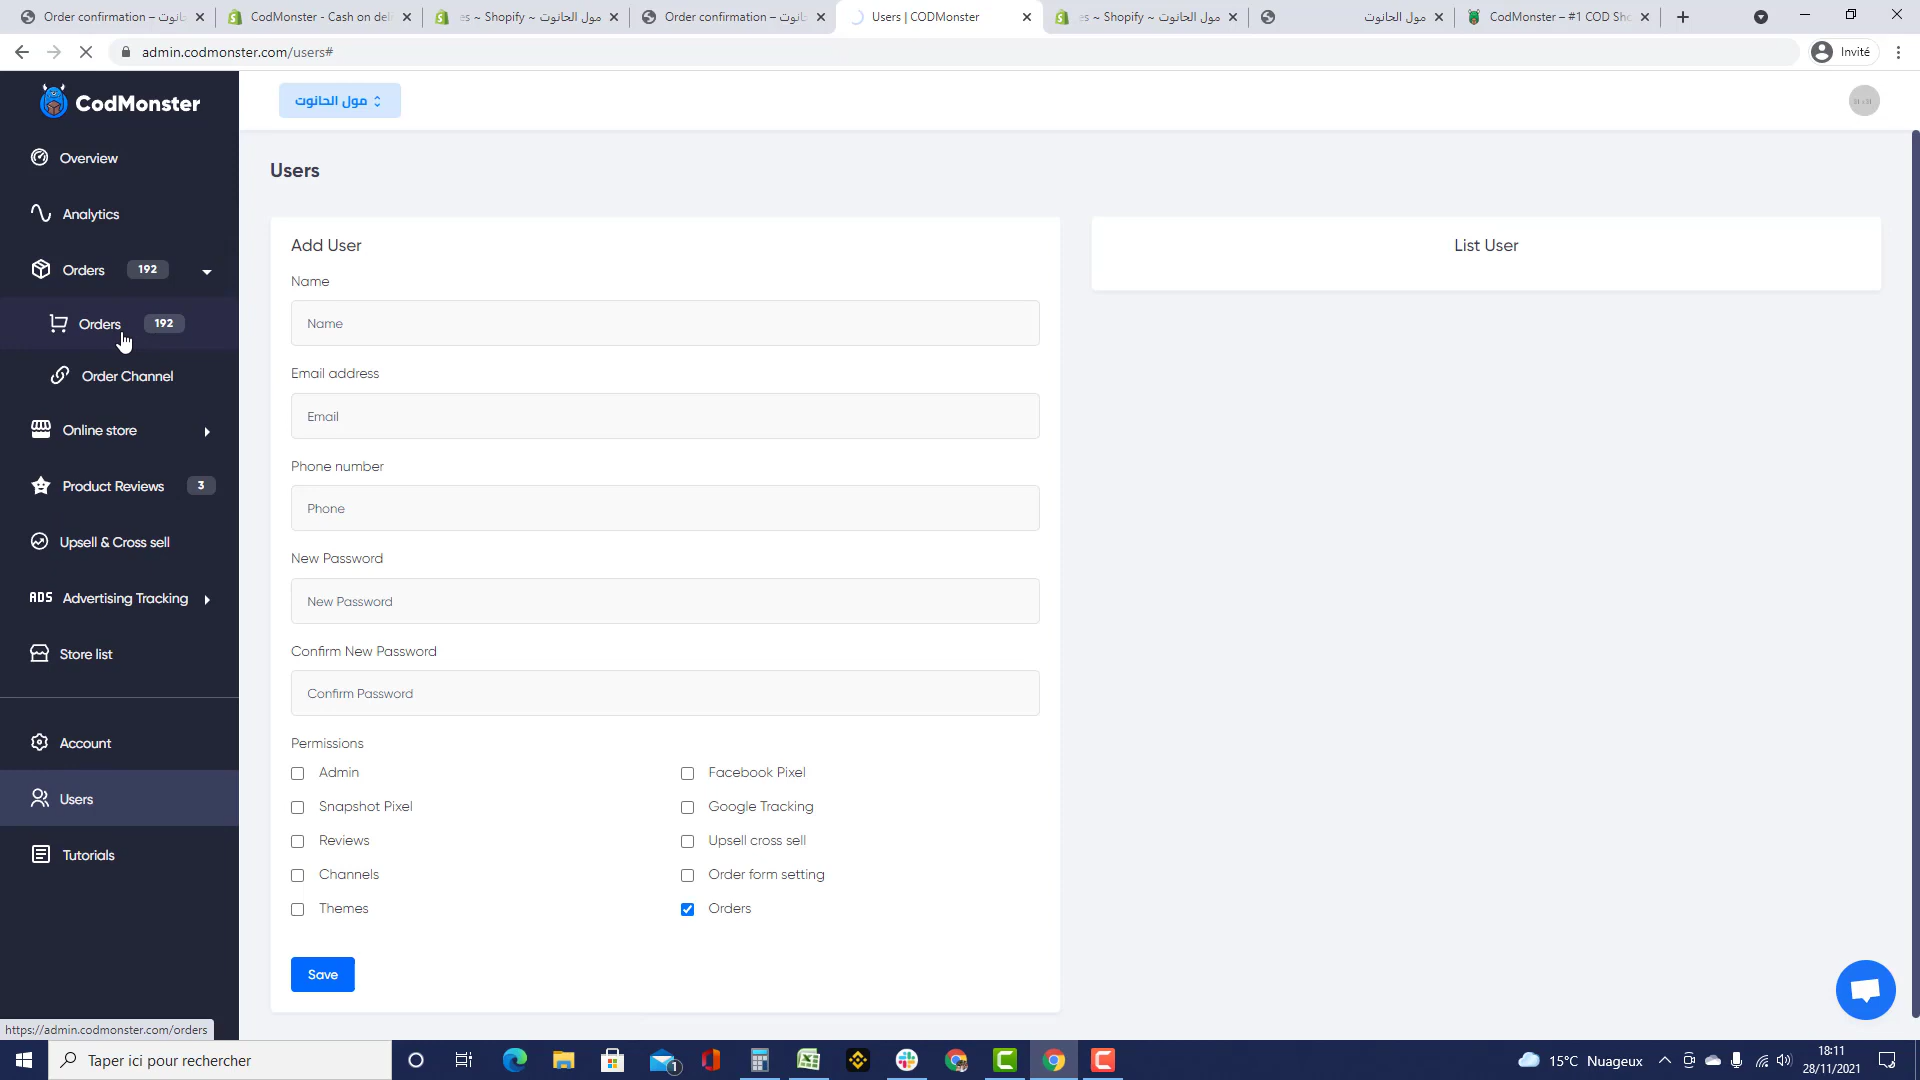 Order confirmation – حانوت
CodMonster - Cash on deli
es ~ Shopify ~ مول الحانوت
Order confirmation – حانوت
Users | CODMonster
es ~ Shopify ~ مول الحانوت
مول الحانوت
CodMonster – #1 COD Sho
admin.codmonster.com/users#
Invité
CodMonster
مول الحانوت
Overview
Users
Analytics
Add User
List User
Orders 192
Name
Name
Orders 192
Email address
Order Channel
Email
Online store
Phone number
Product Reviews 3
Phone
Upsell & Cross sell
New Password
ADS Advertising Tracking
New Password
Store list
Confirm New Password
Confirm Password
Account
Permissions
Admin
Facebook Pixel
Users
Snapshot Pixel
Google Tracking
Reviews
Upsell cross sell
Tutorials
Channels
Order form setting
Themes
Orders
Save
https://admin.codmonster.com/orders
Taper ici pour rechercher
1
15°C Nuageux
18:11
28/11/2021